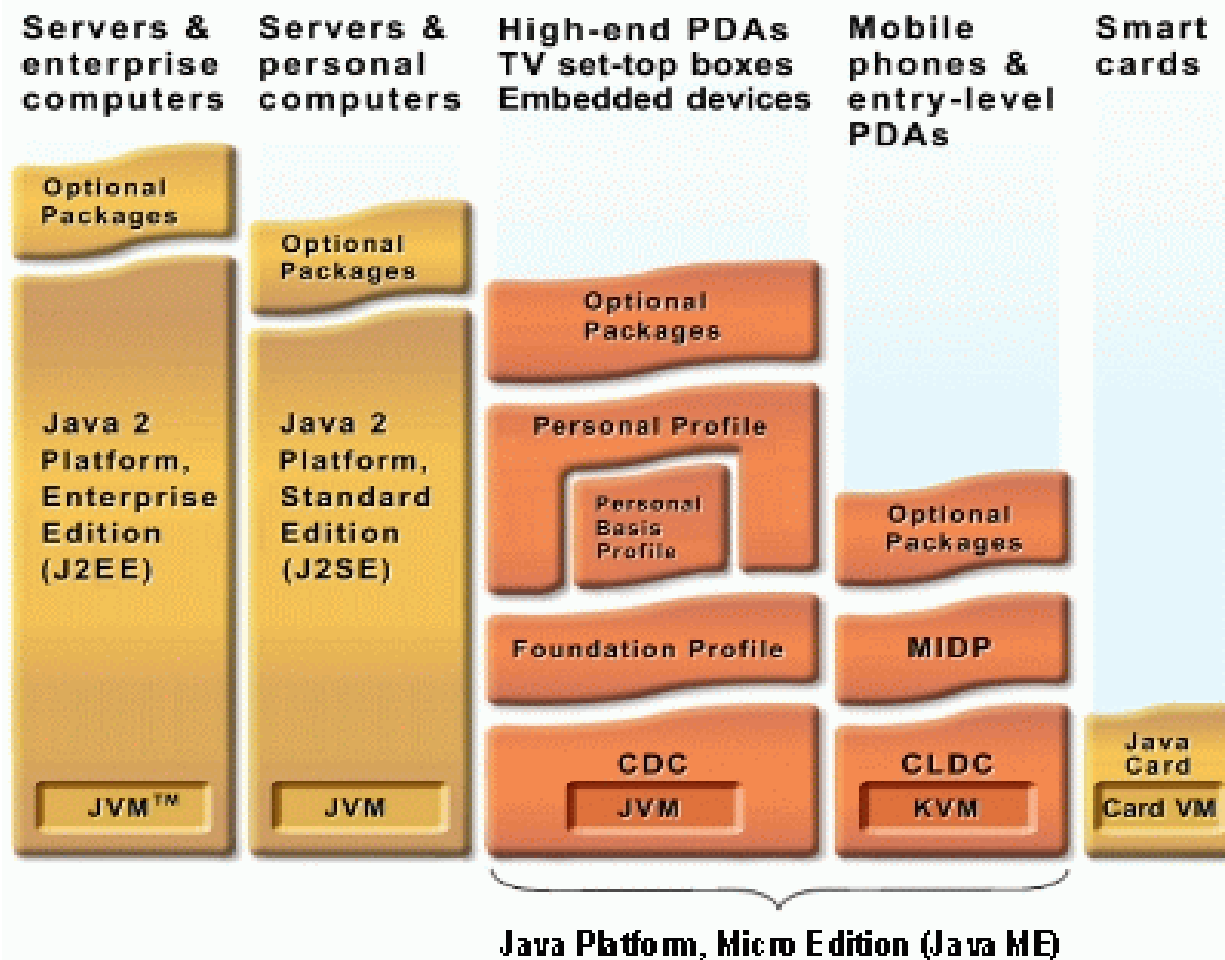 Servers &
enterprise
computers
Servers &
personal
computers
High-end PDAs
TV set-top boxes
Embedded devices
Mobile
phones &
entry-level
PDAs
Smart
cards
Optional
Packages
Java 2
Platform,
Enterprise
Edition
(J2EE)
JVM™
Optional
Packages
Java 2
Platform,
Standard
Edition
(J2SE)
JVM
Optional
Packages
Personal Profile
Personal
Basis
Profile
Foundation Profile
CDC
JVM
Optional
Packages
MIDP
CLDC
KVM
Java
Card
Card VM
Java Platform, Micro Edition (Java ME)